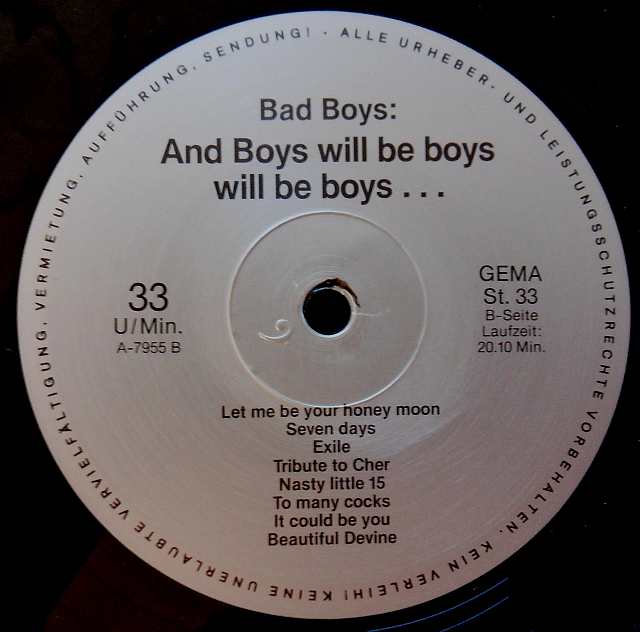 ALLE URHEBER- UND LEISTUNGSSCHUTZRECHTE VORBEHALTEN. KEIN VERLEIH! KEINE UNERLAUBTE VERVIELFÄLTIGUNG, VERMIETUNG, AUFFÜHRUNG, SENDUNG! ·
Bad Boys:
And Boys will be boys
will be boys . . .
33
U/Min.
A-7955 B
GEMA
St. 33
B-Seite
Laufzeit:
20.10 Min.
Let me be your honey moon
Seven days
Exile
Tribute to Cher
Nasty little 15
To many cocks
It could be you
Beautiful Devine